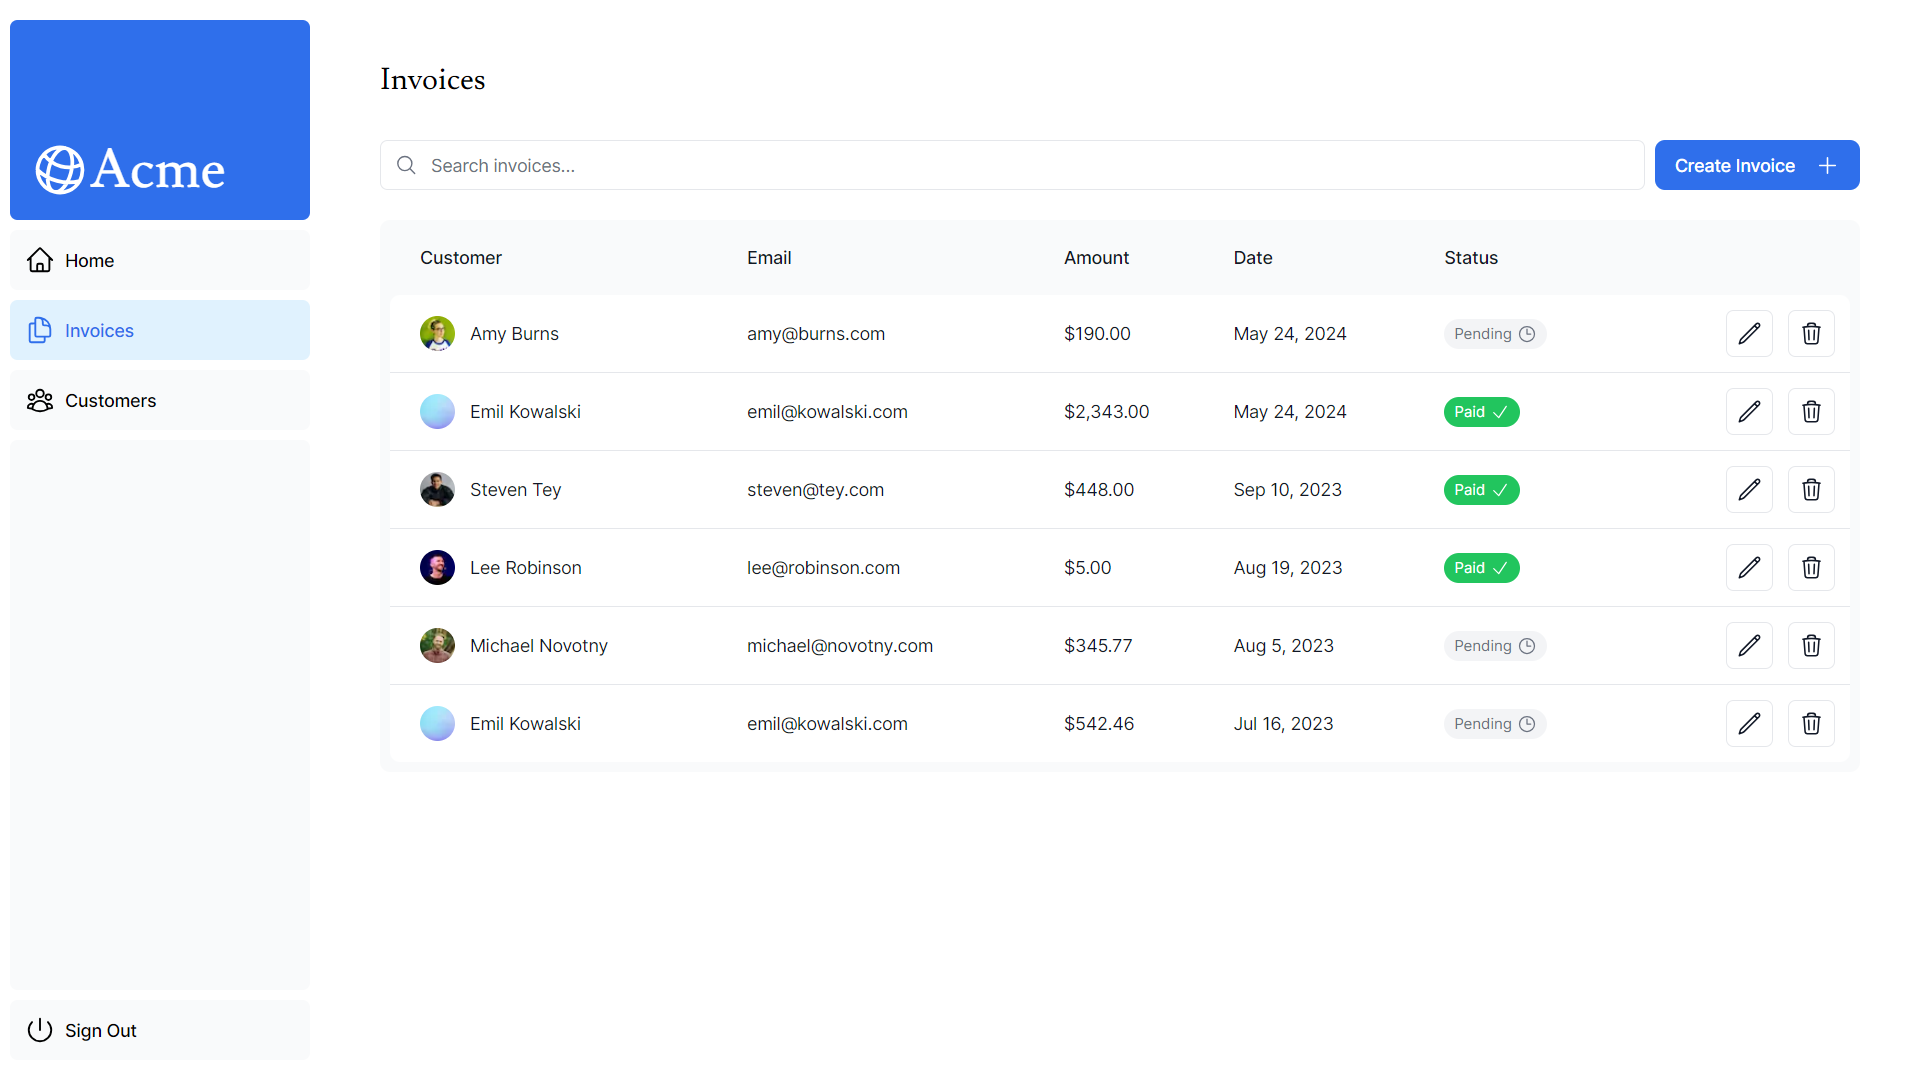 Acme
Home
Invoices
Customers
Sign Out
Invoices
Search invoices...
Create Invoice
Customer Email Amount Date Status
Amy Burns amy@burns.com $190.00 May 24, 2024 Pending
Emil Kowalski emil@kowalski.com $2,343.00 May 24, 2024 Paid
Steven Tey steven@tey.com $448.00 Sep 10, 2023 Paid
Lee Robinson lee@robinson.com $5.00 Aug 19, 2023 Paid
Michael Novotny michael@novotny.com $345.77 Aug 5, 2023 Pending
Emil Kowalski emil@kowalski.com $542.46 Jul 16, 2023 Pending